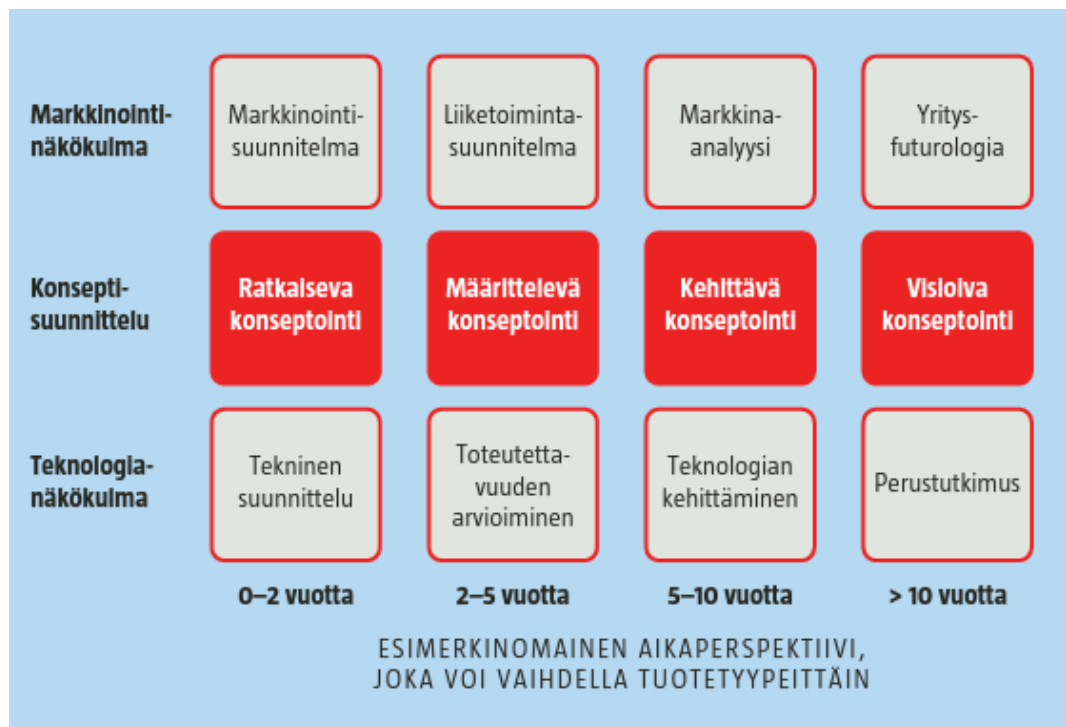 Markkinointi-
näkökulma
Markkinointi-
suunnitelma
Liiketoiminta-
suunnitelma
Markkina-
analyysi
Yritys-
futurologia
Konsepti-
suunnittelu
Ratkaiseva
konseptointi
Määrittelevä
konseptointi
Kehittävä
konseptointi
Visioiva
konseptointi
Teknologia-
näkökulma
Tekninen
suunnittelu
Toteutetta-
vuuden
arvioiminen
Teknologian
kehittäminen
Perustutkimus
0–2 vuotta
2–5 vuotta
5–10 vuotta
> 10 vuotta
ESIMERKINOMAINEN AIKAPERSPEKTIIVI,
JOKA VOI VAIHDELLA TUOTETYYPEITTÄIN